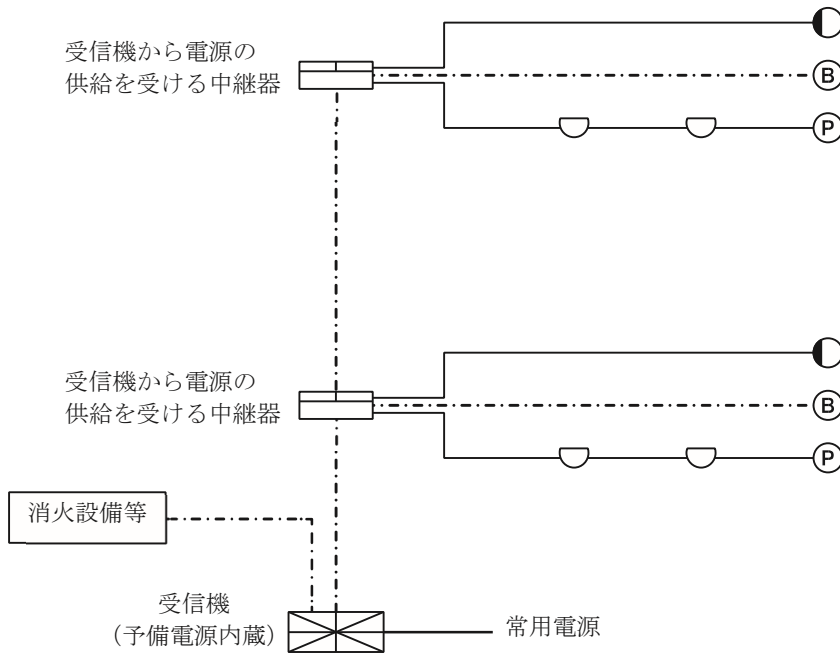 受信機から電源の
供給を受ける中継器
B
P
受信機から電源の
供給を受ける中継器
B
P
消火設備等
受信機
（予備電源内蔵）
常用電源